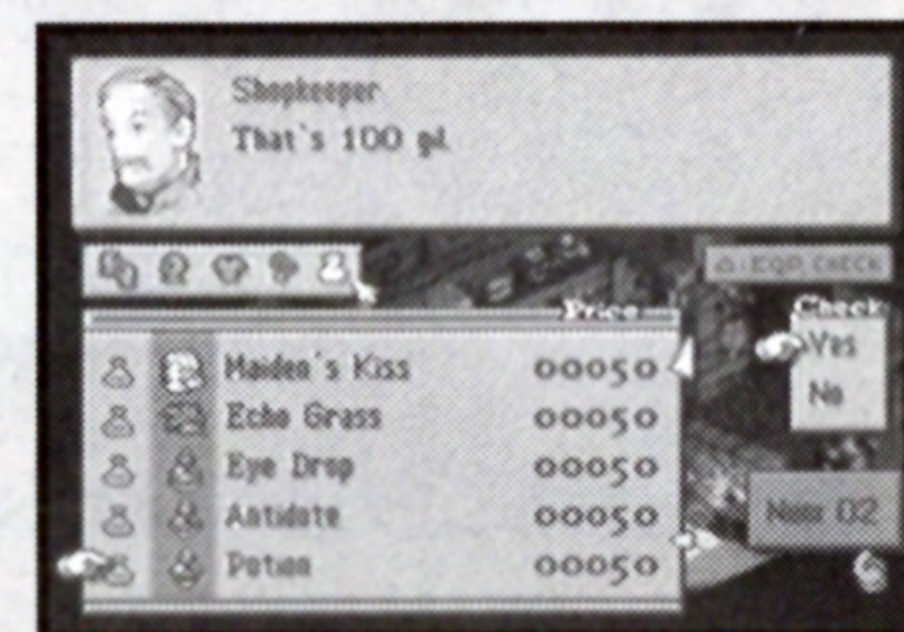 Shopkeeper
That's 100 gil.
EQP. CHECK
Price
Check
Maiden's Kiss 00050
Yes
Echo Grass 00050
No
Eye Drop 00050
Antidote 00050
02
Potion 00050